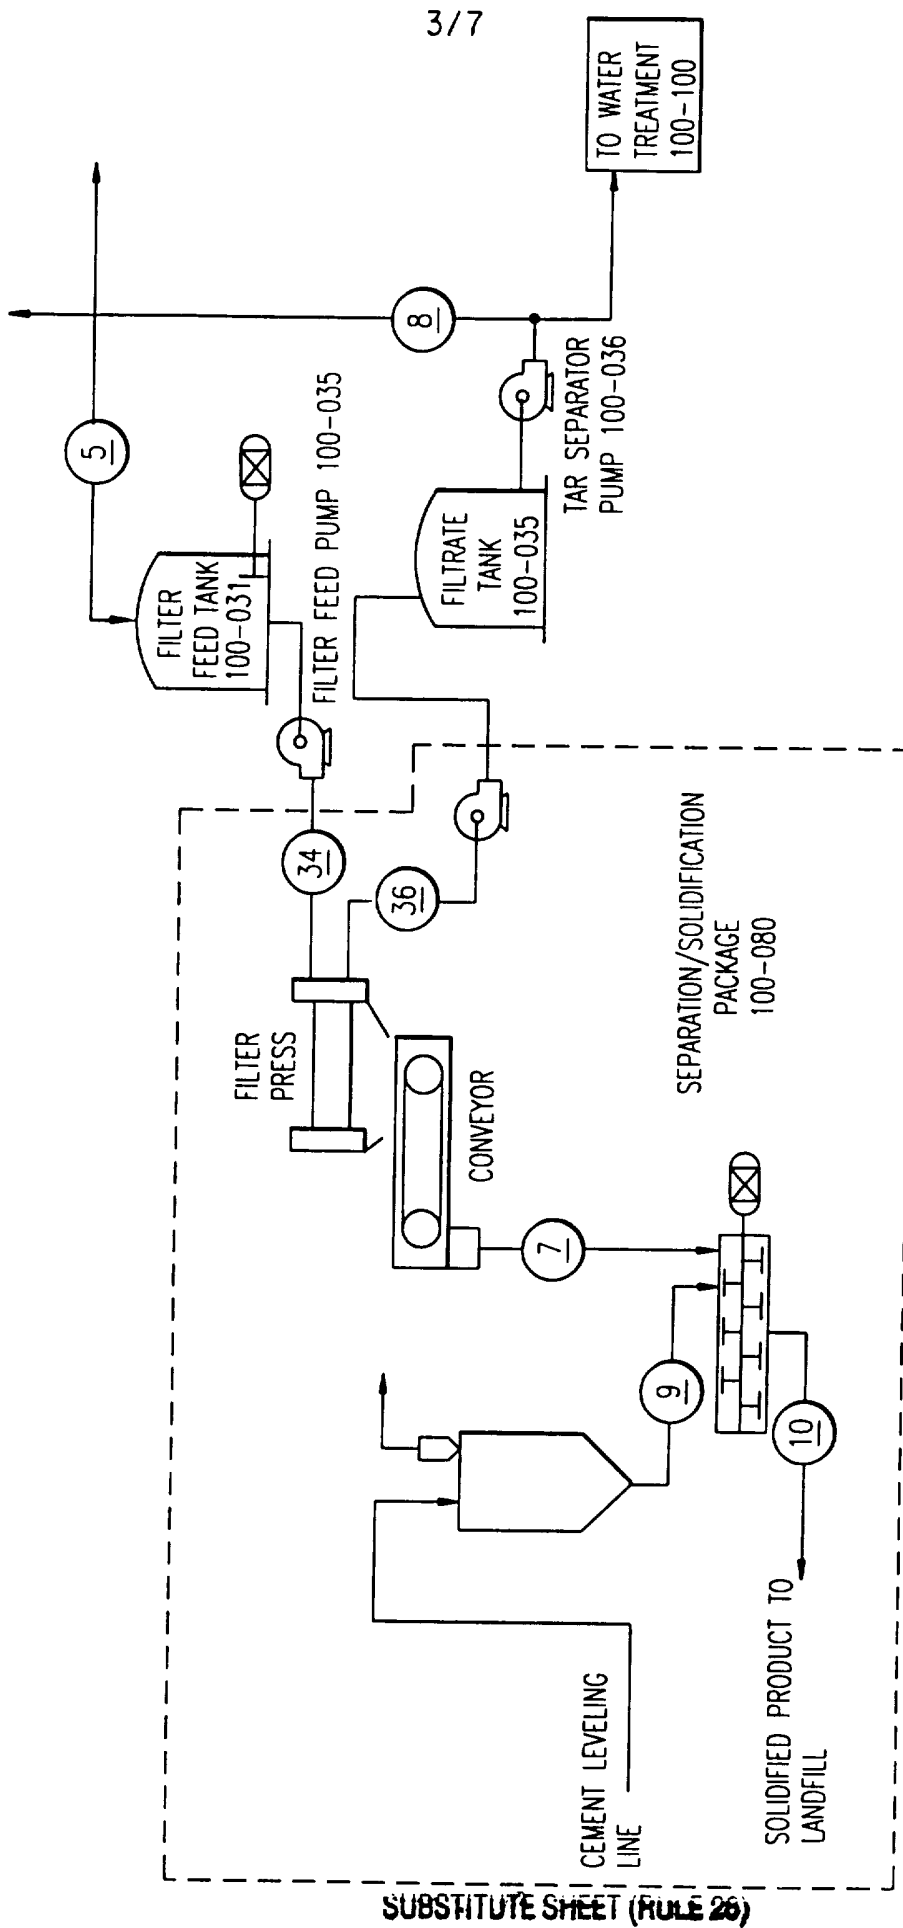 3/7
TO WATER
TREATMENT
100-100
5
8
FILTER
FEED TANK
100-031
FILTER FEED PUMP 100-035
TAR SEPARATOR
PUMP 100-036
FILTRATE
TANK
100-035
34
36
FILTER
PRESS
CONVEYOR
SEPARATION/SOLIDIFICATION
PACKAGE
100-080
7
9
10
CEMENT LEVELING
LINE
SOLIDIFIED PRODUCT TO
LANDFILL
SUBSTITUTE SHEET (RULE 26)